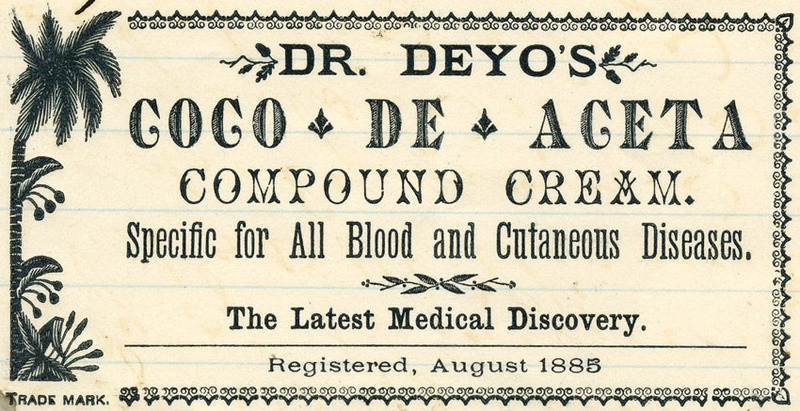 DR. DEYO'S
COCO DE ACETA
COMPOUND CREAM.
Specific for All Blood and Cutaneous Diseases.
The Latest Medical Discovery.
Registered, August 1885
TRADE MARK.